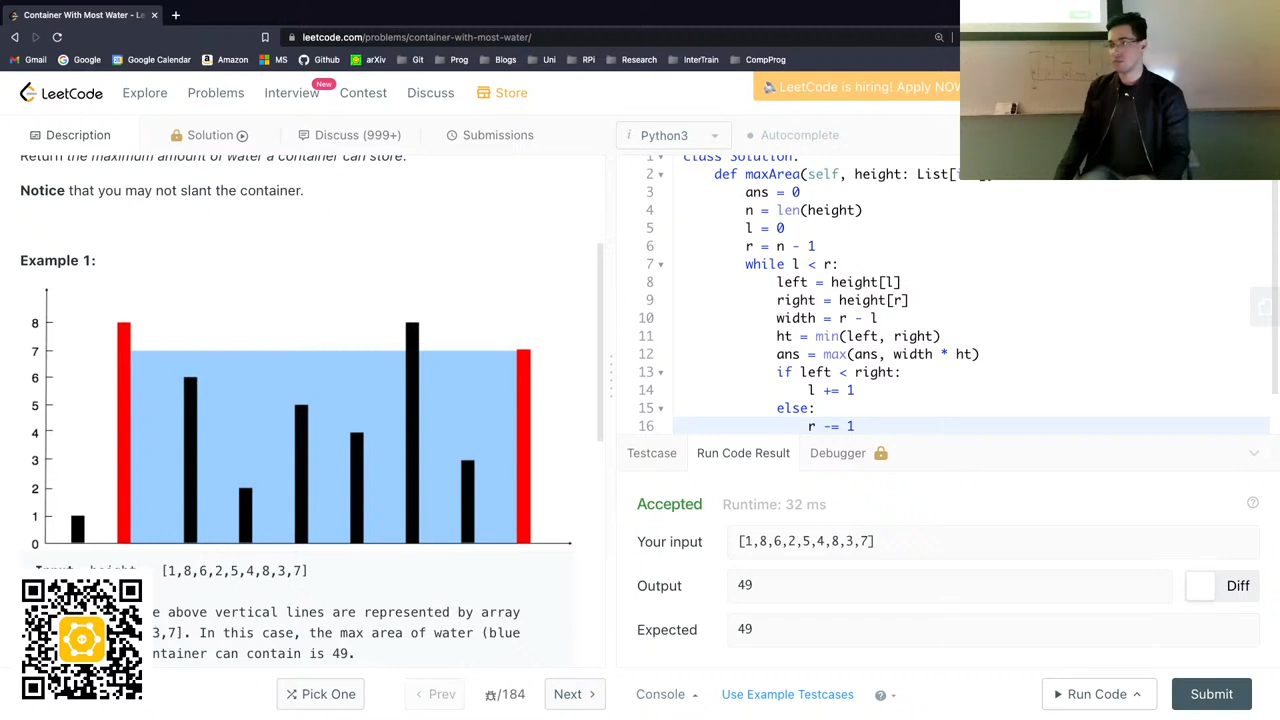 Container With Most Water - Le
leetcode.com/problems/container-with-most-water/
Gmail
Google
Google Calendar
Amazon
MS
Github
arXiv
Git
Prog
Blogs
Uni
RPi
Research
InterTrain
CompProg
LeetCode
Explore
Problems
Interview
New
Contest
Discuss
Store
LeetCode is hiring! Apply NOW
Description
Solution
Discuss (999+)
Submissions
Return the maximum amount of water a container can store.
Notice that you may not slant the container.
Example 1:
8
7
6
5
4
3
2
1
0
[1,8,6,2,5,4,8,3,7]
e above vertical lines are represented by array
3,7]. In this case, the max area of water (blue
ontainer can contain is 49.
Pick One
Prev
/184
Next
i Python3
Autocomplete
1 class Solution:
2 def maxArea(self, height: List[i
3 ans = 0
4 n = len(height)
5 l = 0
6 r = n - 1
7 while l < r:
8 left = height[l]
9 right = height[r]
10 width = r - l
11 ht = min(left, right)
12 ans = max(ans, width * ht)
13 if left < right:
14 l += 1
15 else:
16 r -= 1
Testcase
Run Code Result
Debugger
Accepted
Runtime: 32 ms
Your input
[1,8,6,2,5,4,8,3,7]
Output
49
Diff
Expected
49
Console
Use Example Testcases
Run Code
Submit